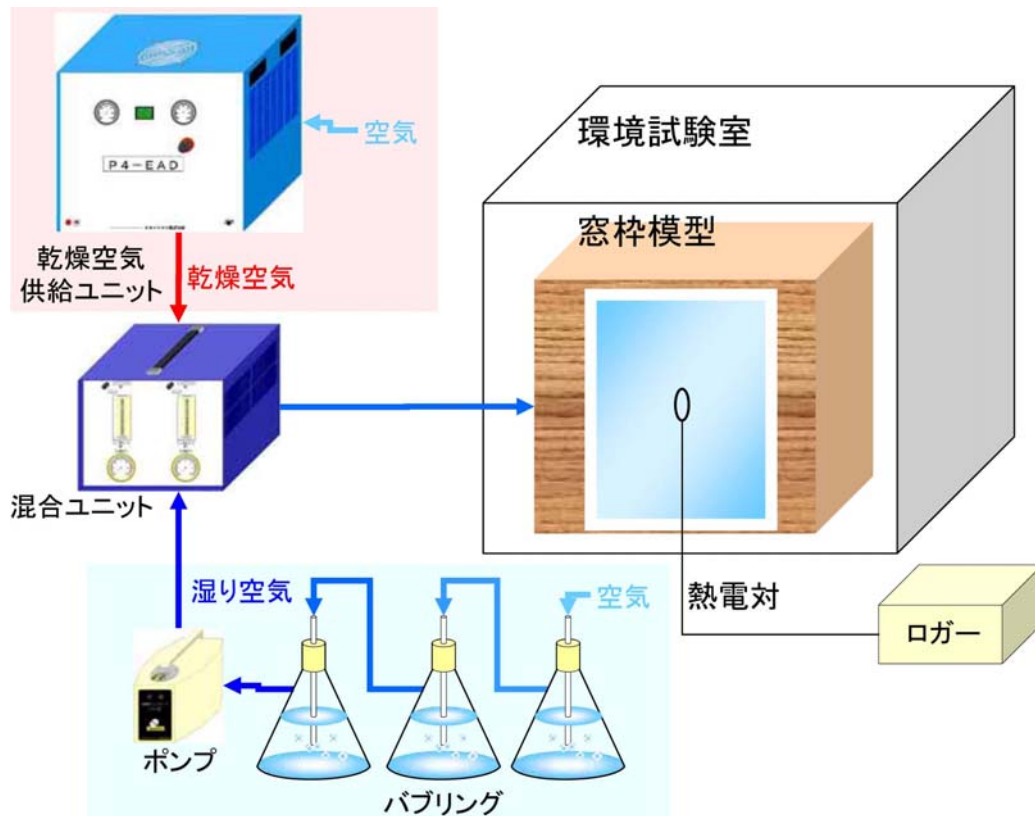 空気
P4-EAD
乾燥空気
供給ユニット
乾燥空気
混合ユニット
環境試験室
窓枠模型
湿り空気
空気
熱電対
ロガー
ポンプ
バブリング